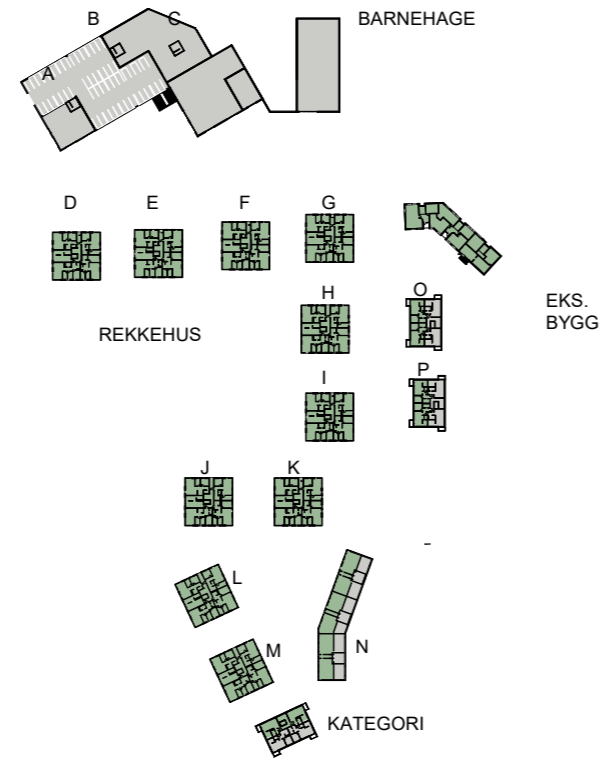 B C BARNEHAGE
A
D E F G
H O
EKS.
BYGG
REKKEHUS
P
I
J K
L
N
M
KATEGORI